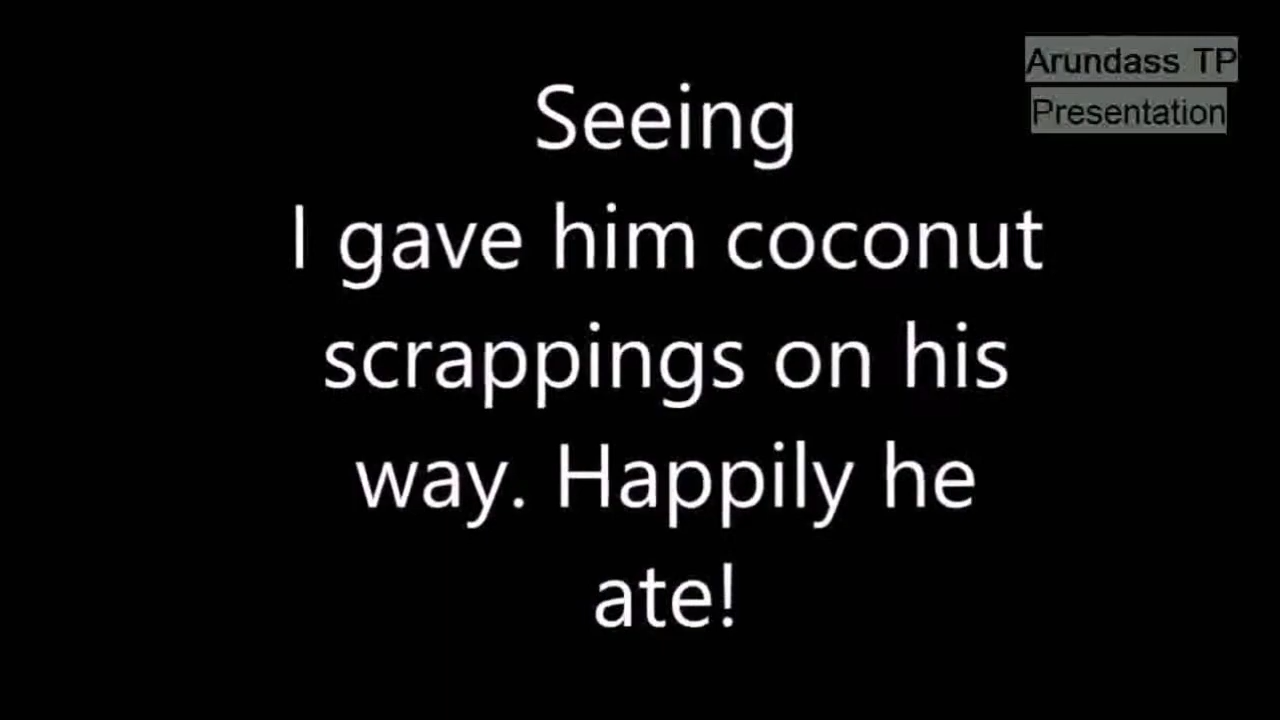 Seeing
I gave him coconut
scrappings on his
way. Happily he
ate!
Arundass TP
Presentation